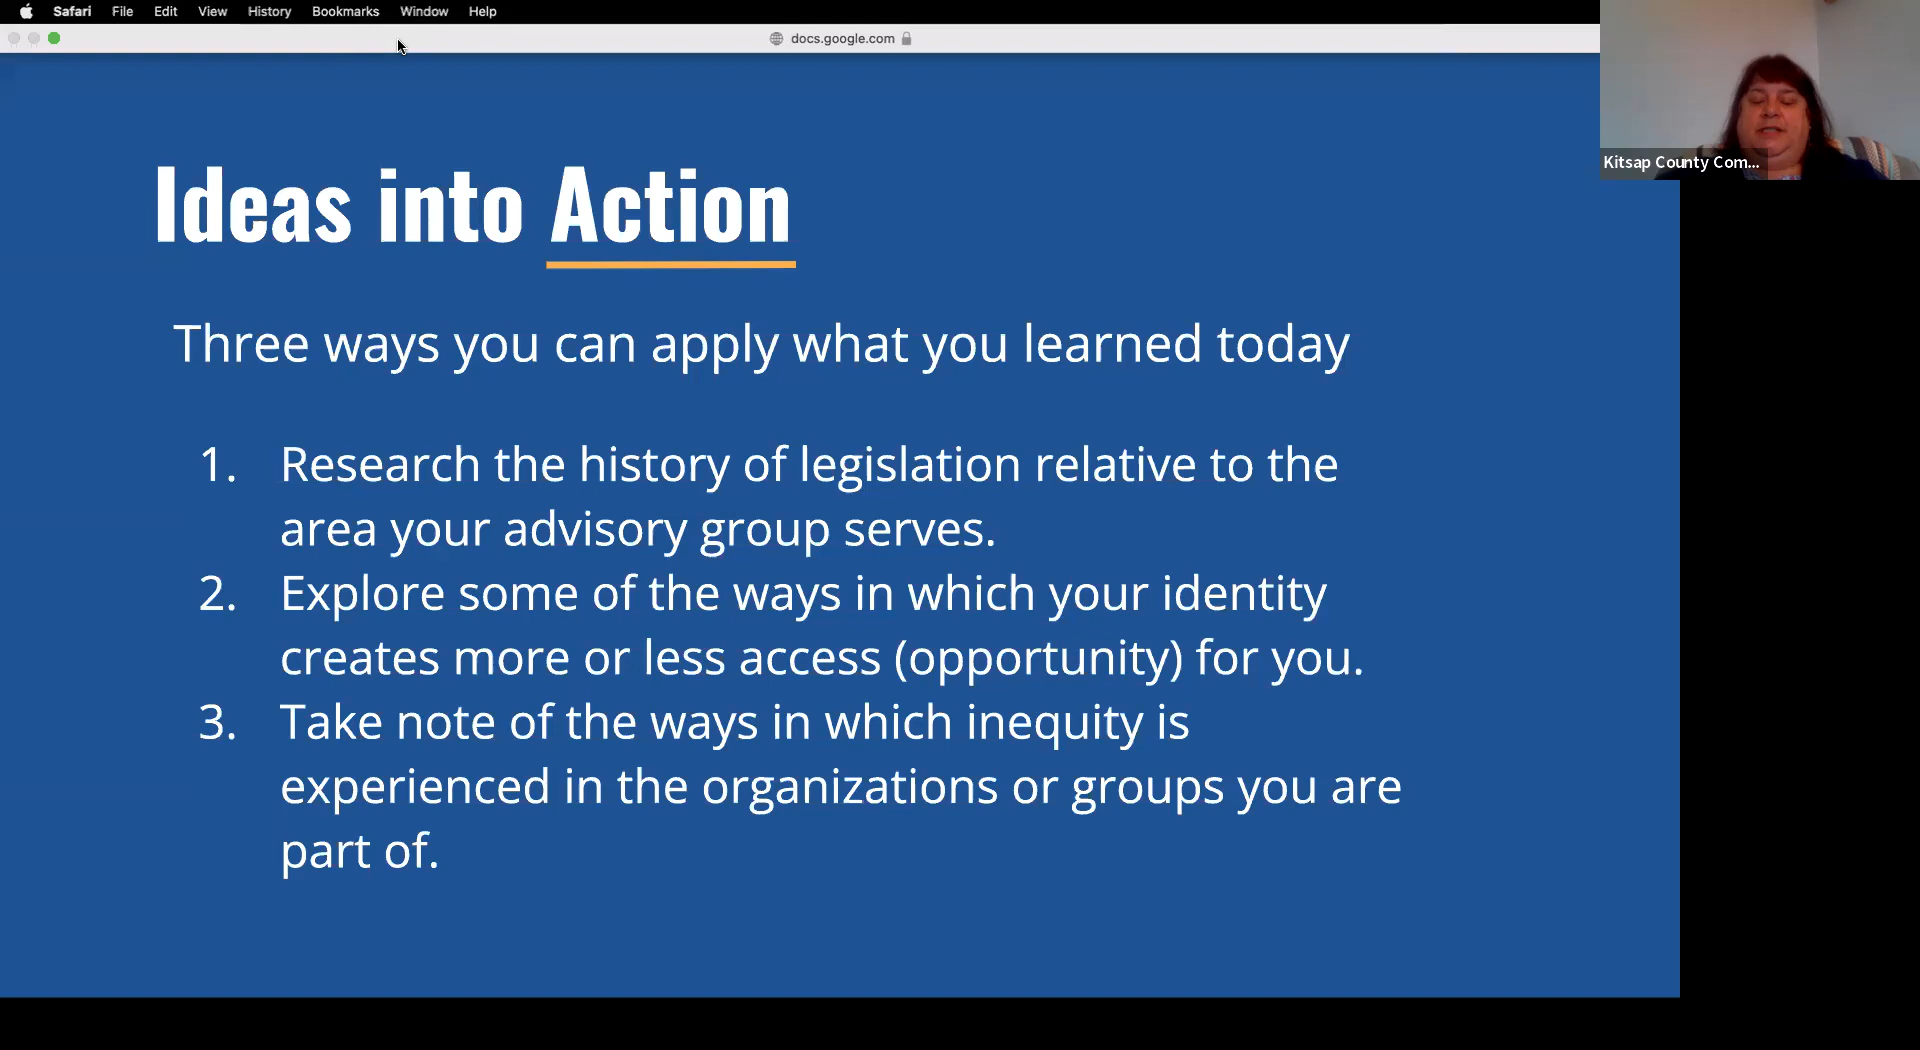 Safari File Edit View History Bookmarks Window Help
docs.google.com
Kitsap County Com...
Ideas into Action
Three ways you can apply what you learned today
1. Research the history of legislation relative to the
area your advisory group serves.
2. Explore some of the ways in which your identity
creates more or less access (opportunity) for you.
3. Take note of the ways in which inequity is
experienced in the organizations or groups you are
part of.